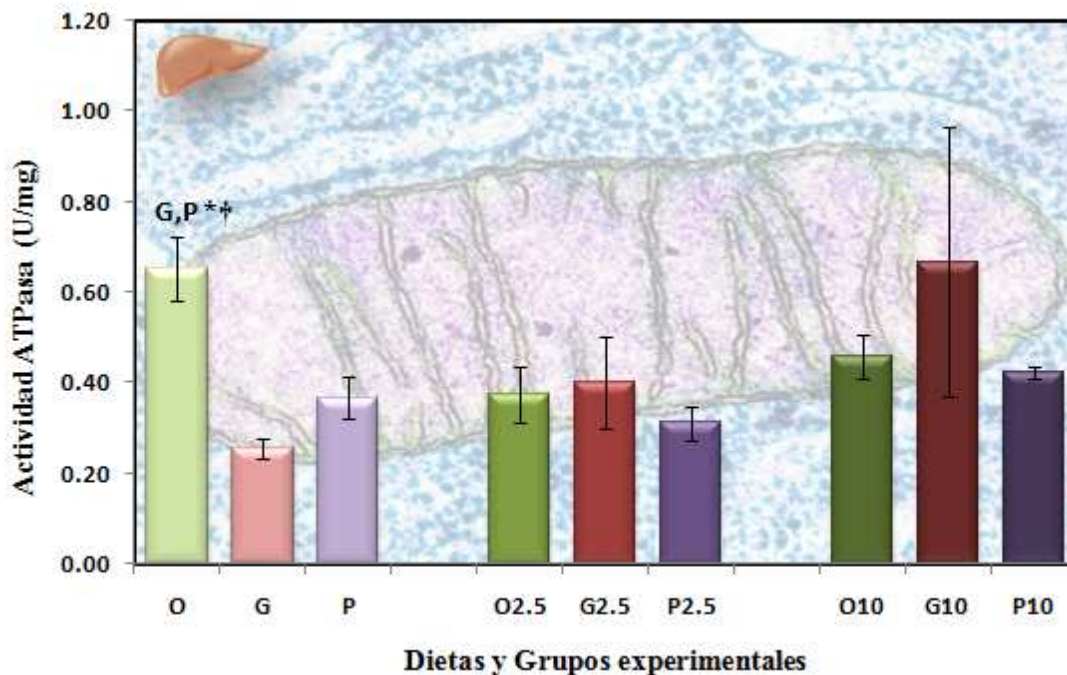 1.20
1.00
0.80
0.60
0.40
0.20
0.00
Actividad ATPasa (U/mg)
G,P *†
O G P O2.5 G2.5 P2.5 O10 G10 P10
Dietas y Grupos experimentales